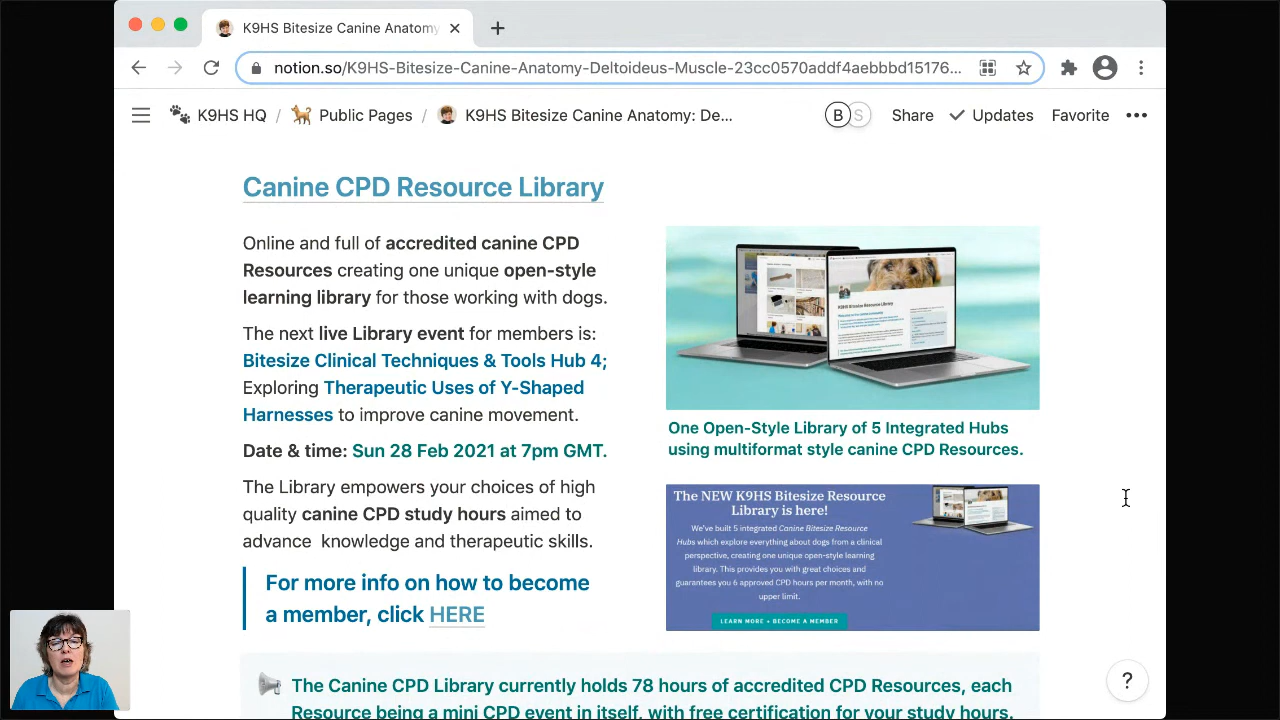 K9HS Bitesize Canine Anatomy
notion.so/K9HS-Bitesize-Canine-Anatomy-Deltoideus-Muscle-23cc0570addf4aebbbd15176...
K9HS HQ / Public Pages / K9HS Bitesize Canine Anatomy: De... B S Share Updates Favorite
Canine CPD Resource Library
Online and full of accredited canine CPD
Resources creating one unique open-style
learning library for those working with dogs.
The next live Library event for members is:
Bitesize Clinical Techniques & Tools Hub 4;
Exploring Therapeutic Uses of Y-Shaped
Harnesses to improve canine movement.
Date & time: Sun 28 Feb 2021 at 7pm GMT.
The Library empowers your choices of high
quality canine CPD study hours aimed to
advance knowledge and therapeutic skills.
For more info on how to become
a member, click HERE
K9HS Bitesize Resource Library
One Open-Style Library of 5 Integrated Hubs
using multiformat style canine CPD Resources.
The NEW K9HS Bitesize Resource
Library is here!
We've built 5 integrated Canine Bitesize Resource
Hubs which explore everything about dogs from a clinical
perspective, creating one unique open-style learning
library. This provides you with great choices and
guarantees you 6 approved CPD hours per month, with no
upper limit.
LEARN MORE + BECOME A MEMBER
The Canine CPD Library currently holds 78 hours of accredited CPD Resources, each
Resource being a mini CPD event in itself, with free certification for your study hours.
?